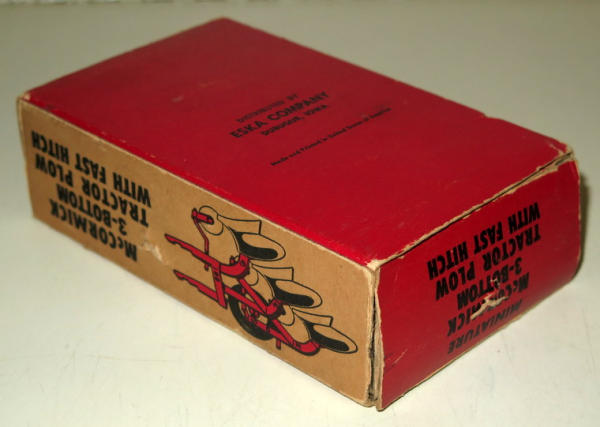 DISTRIBUTED BY
ESKA COMPANY
DUBUQUE, IOWA
Made and Printed in United States of America
McCORMICK
3-BOTTOM
TRACTOR PLOW
WITH FAST HITCH
MINIATURE
McCORMICK
3-BOTTOM
TRACTOR PLOW
WITH FAST HITCH